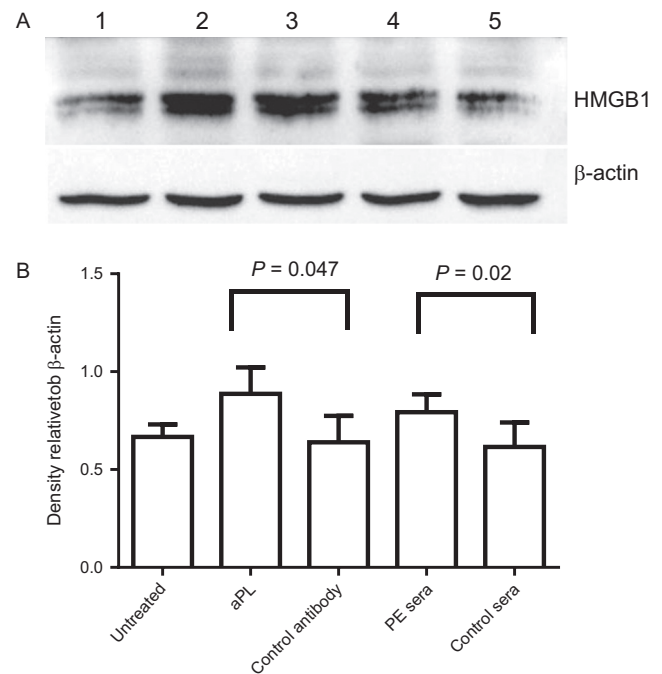 A 1 2 3 4 5
HMGB1
β-actin
B
P = 0.047
P = 0.02
Density relativetob β-actin
1.5
1.0
0.5
0.0
Untreated
aPL
Control antibody
PE sera
Control sera